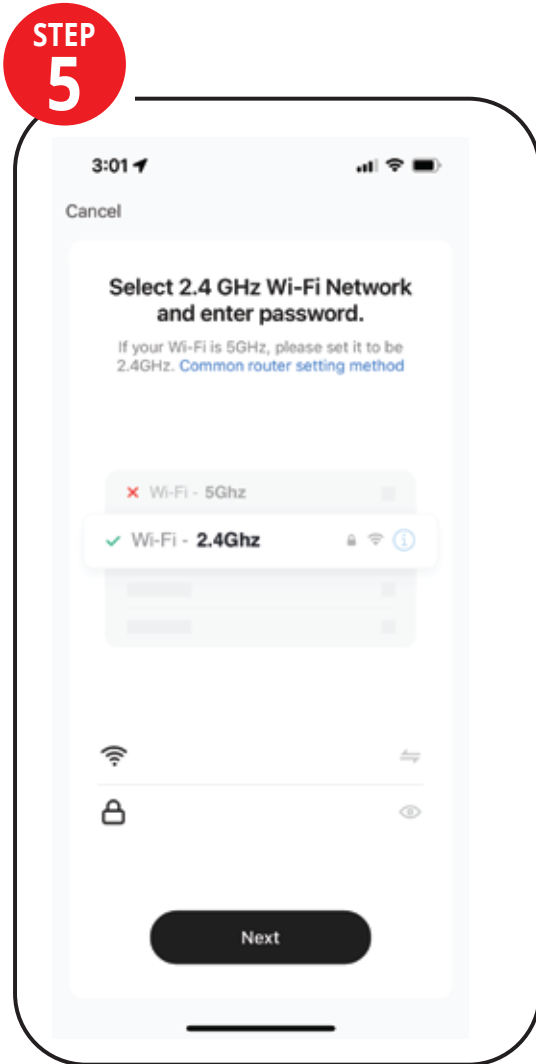 STEP
5
3:01
Cancel
Select 2.4 GHz Wi-Fi Network
and enter password.
If your Wi-Fi is 5GHz, please set it to be
2.4GHz. Common router setting method
Wi-Fi - 5Ghz
Wi-Fi - 2.4Ghz
Next